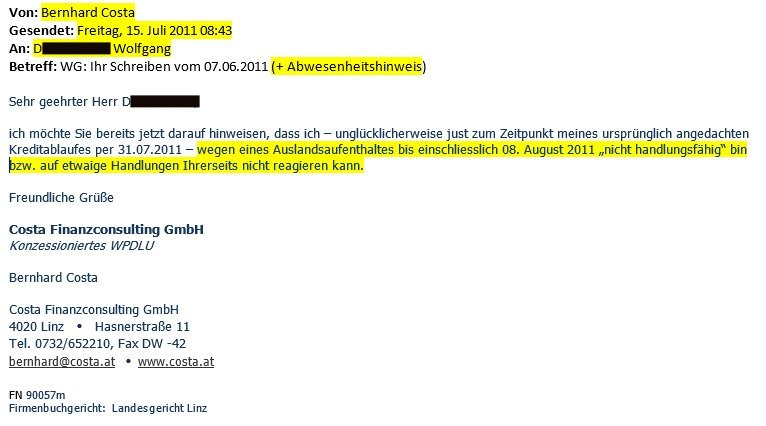 Von: Bernhard Costa
Gesendet: Freitag, 15. Juli 2011 08:43
An: D Wolfgang
Betreff: WG: Ihr Schreiben vom 07.06.2011 (+ Abwesenheitshinweis)
Sehr geehrter Herr D
ich möchte Sie bereits jetzt darauf hinweisen, dass ich – unglücklicherweise just zum Zeitpunkt meines ursprünglich angedachten
Kreditablaufes per 31.07.2011 – wegen eines Auslandsaufenthaltes bis einschliesslich 08. August 2011 „nicht handlungsfähig“ bin
bzw. auf etwaige Handlungen Ihrerseits nicht reagieren kann.
Freundliche Grüße
Costa Finanzconsulting GmbH
Konzessioniertes WPDLU
Bernhard Costa
Costa Finanzconsulting GmbH
4020 Linz • Hasnerstraße 11
Tel. 0732/652210, Fax DW -42
bernhard@costa.at • www.costa.at
FN 90057m
Firmenbuchgericht: Landesgericht Linz